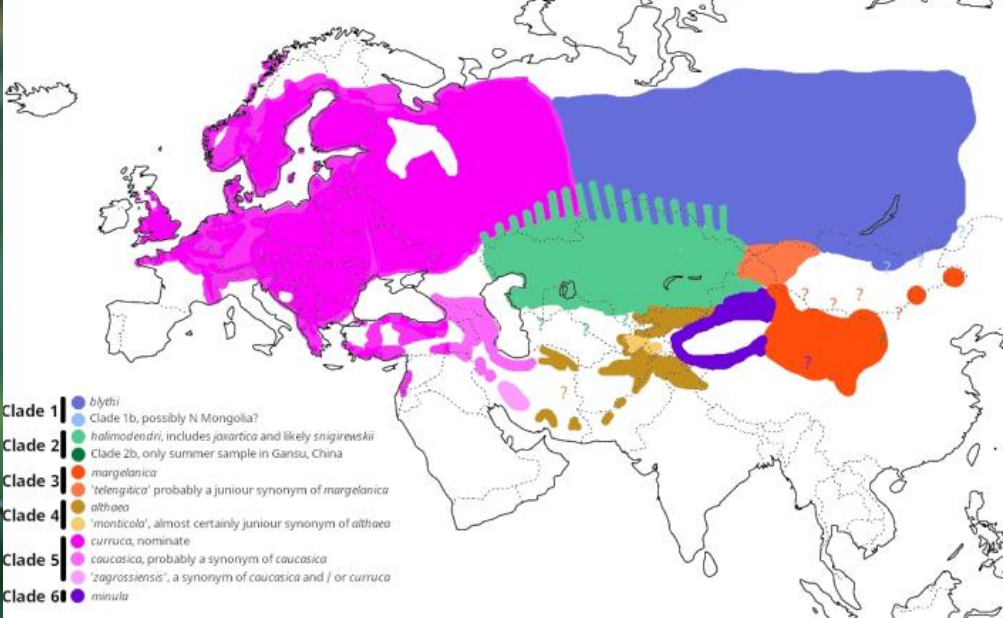 ?
? ?
? ? ?
?
? ? ?
? ?
?
Clade 1
blythi
Clade 1b, possibly N Mongolia?
Clade 2
halimodendri, includes jaxartica and likely snigirewskii
Clade 2b, only summer sample in Gansu, China
Clade 3
margelanica
'telengitica' probably a juniour synonym of margelanica
Clade 4
althaea
'monticola', almost certainly juniour synonym of althaea
Clade 5
curruca, nominate
caucasica, probably a synonym of caucasica
'zagrossiensis', a synonym of caucasica and / or curruca
Clade 6
minula